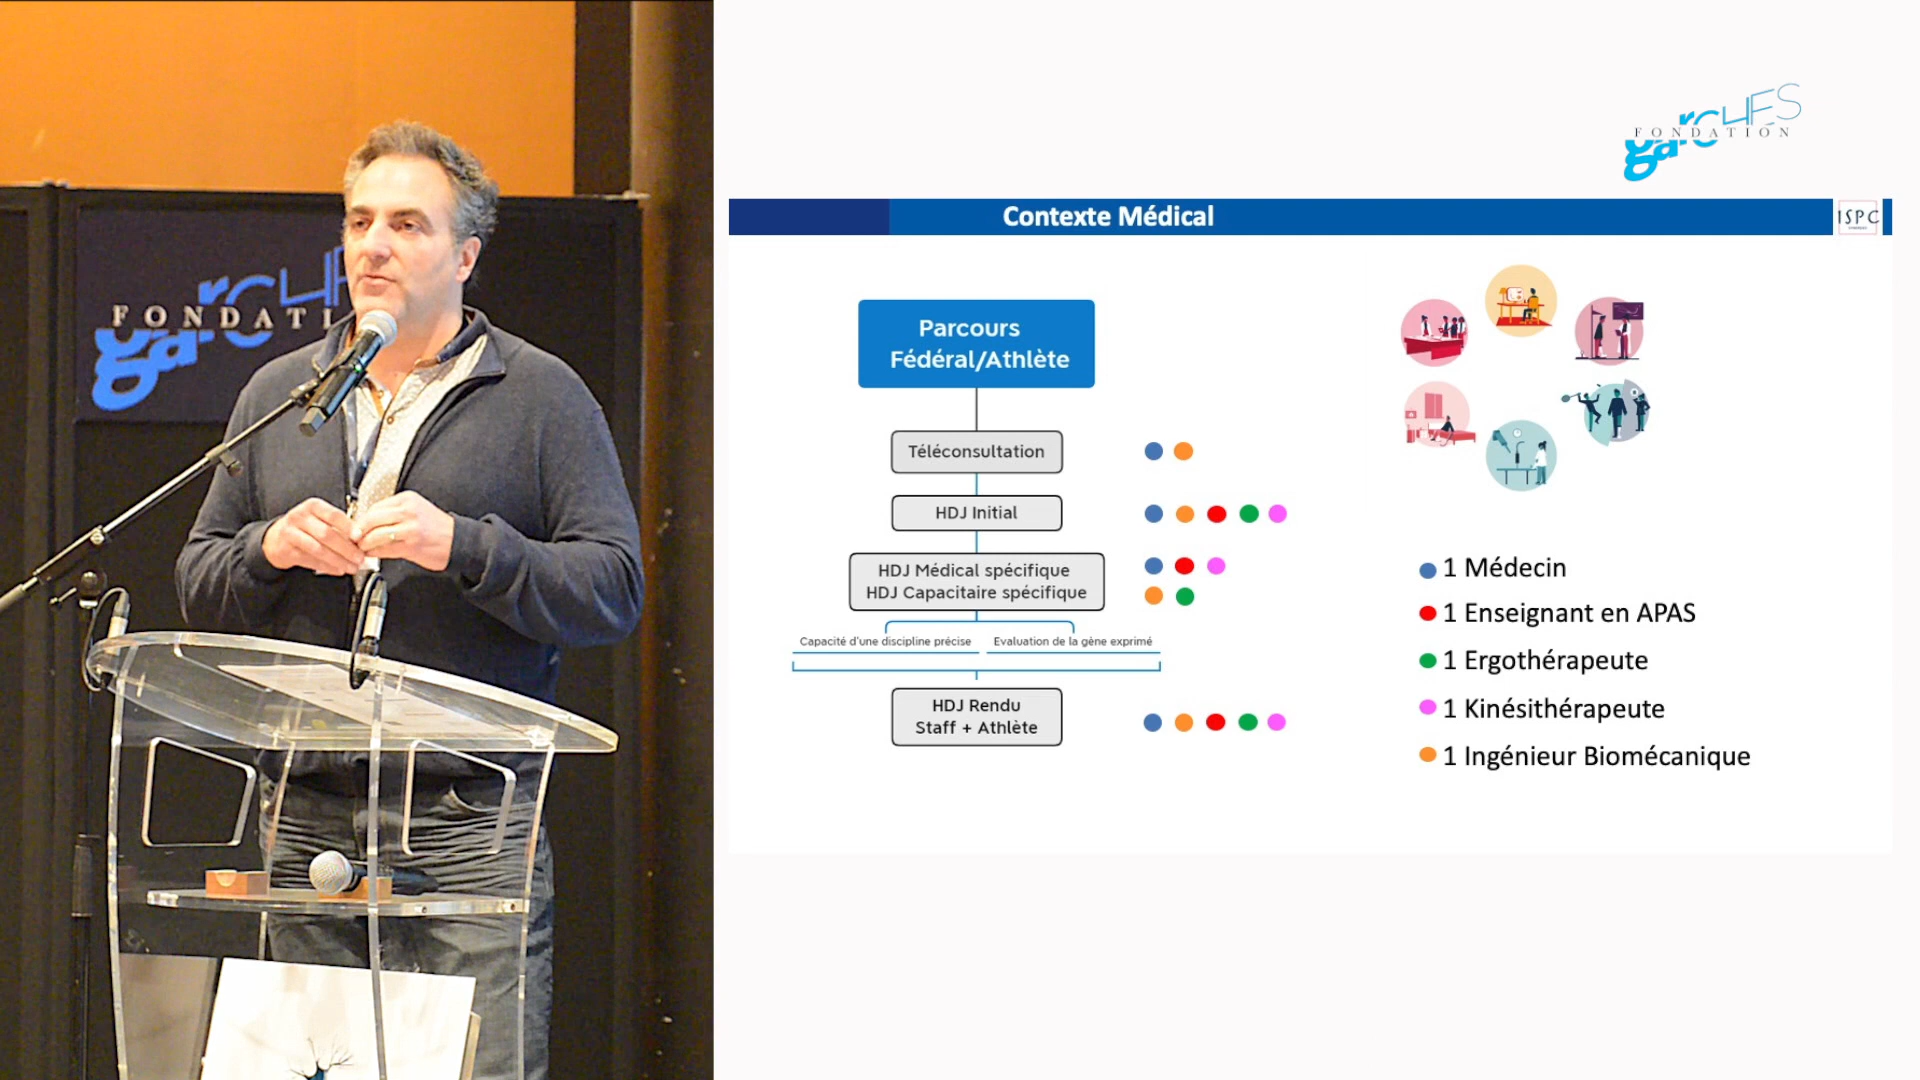 FONDATI
garCHF
garCHES
FONDATION
Contexte Médical
ISPC
Parcours
Fédéral/Athlète
Téléconsultation
HDJ Initial
HDJ Médical spécifique
HDJ Capacitaire spécifique
Capacité d'une discipline précise
Evaluation de la gène exprimé
HDJ Rendu
Staff + Athlète
1 Médecin
1 Enseignant en APAS
1 Ergothérapeute
1 Kinésithérapeute
1 Ingénieur Biomécanique